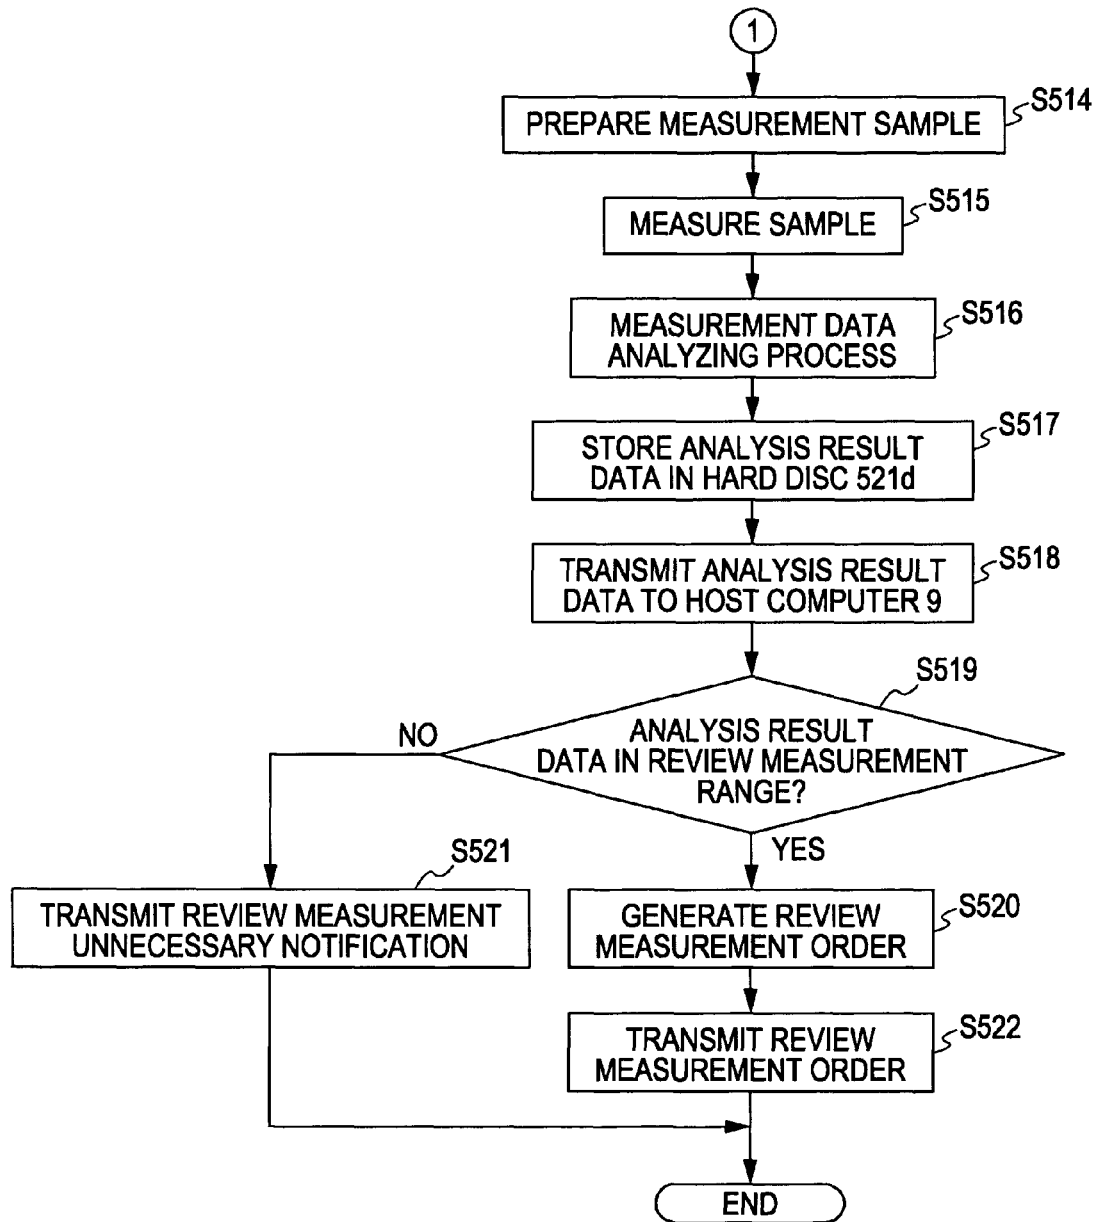 1
S514
PREPARE MEASUREMENT SAMPLE
S515
MEASURE SAMPLE
S516
MEASUREMENT DATA
ANALYZING PROCESS
S517
STORE ANALYSIS RESULT
DATA IN HARD DISC 521d
S518
TRANSMIT ANALYSIS RESULT
DATA TO HOST COMPUTER 9
S519
ANALYSIS RESULT
DATA IN REVIEW MEASUREMENT
RANGE?
NO
YES
S521
TRANSMIT REVIEW MEASUREMENT
UNNECESSARY NOTIFICATION
S520
GENERATE REVIEW
MEASUREMENT ORDER
S522
TRANSMIT REVIEW
MEASUREMENT ORDER
END